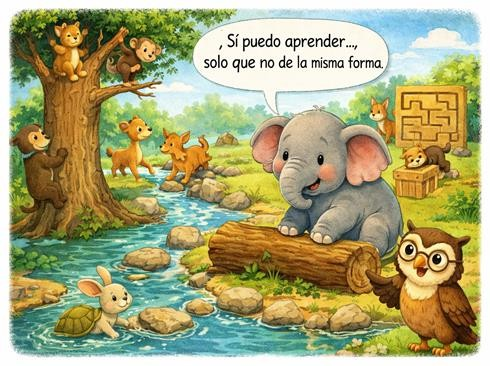 , Sí puedo aprender...,
solo que no de la misma forma.